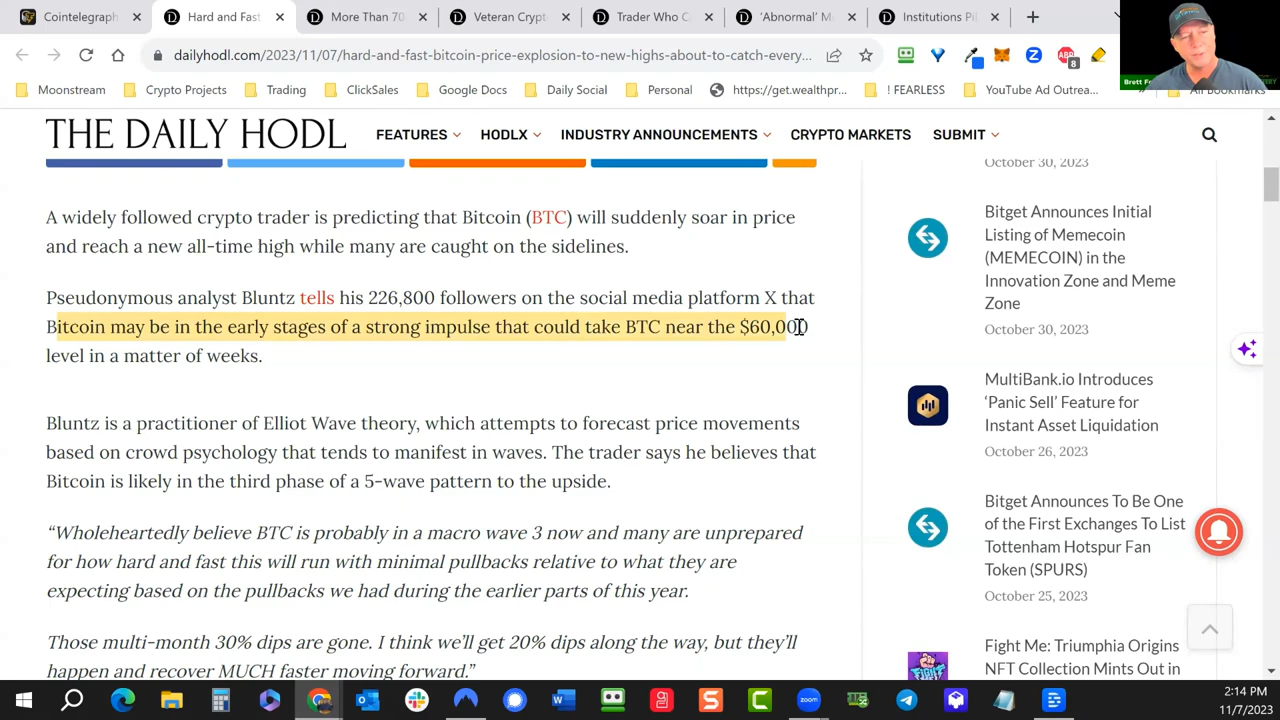 Cointelegraph
Hard and Fast
More Than 70
Veteran Crypt
Trader Who C
'Abnormal' M
Institutions Pi
dailyhodl.com/2023/11/07/hard-and-fast-bitcoin-price-explosion-to-new-highs-about-to-catch-every...
8
Moonstream
Crypto Projects
Trading
ClickSales
Google Docs
Daily Social
Personal
https://get.wealthpr...
! FEARLESS
YouTube Ad Outrea...
All Bookmarks
THE DAILY HODL
FEATURES
HODLX
INDUSTRY ANNOUNCEMENTS
CRYPTO MARKETS
SUBMIT
A widely followed crypto trader is predicting that Bitcoin (BTC) will suddenly soar in price
and reach a new all-time high while many are caught on the sidelines.
Pseudonymous analyst Bluntz tells his 226,800 followers on the social media platform X that
Bitcoin may be in the early stages of a strong impulse that could take BTC near the $60,000
level in a matter of weeks.
Bluntz is a practitioner of Elliot Wave theory, which attempts to forecast price movements
based on crowd psychology that tends to manifest in waves. The trader says he believes that
Bitcoin is likely in the third phase of a 5-wave pattern to the upside.
“Wholeheartedly believe BTC is probably in a macro wave 3 now and many are unprepared
for how hard and fast this will run with minimal pullbacks relative to what they are
expecting based on the pullbacks we had during the earlier parts of this year.
Those multi-month 30% dips are gone. I think we’ll get 20% dips along the way, but they’ll
happen and recover MUCH faster moving forward.”
October 30, 2023
Bitget Announces Initial
Listing of Memecoin
(MEMECOIN) in the
Innovation Zone and Meme
Zone
October 30, 2023
MultiBank.io Introduces
‘Panic Sell’ Feature for
Instant Asset Liquidation
October 26, 2023
Bitget Announces To Be One
of the First Exchanges To List
Tottenham Hotspur Fan
Token (SPURS)
October 25, 2023
Fight Me: Triumphia Origins
NFT Collection Mints Out in
2:14 PM
11/7/2023